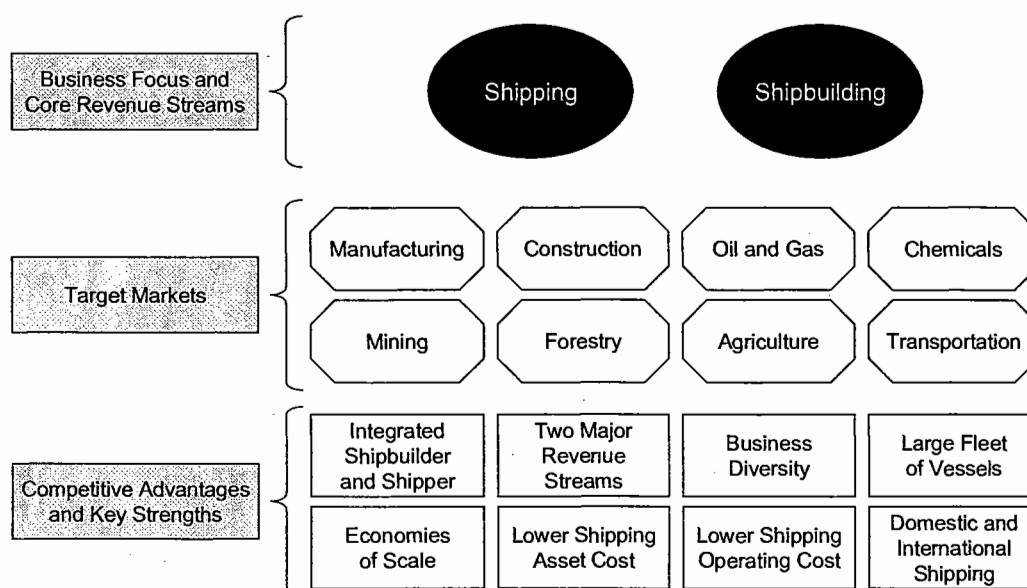 Business Focus and
Core Revenue Streams
Shipping
Shipbuilding
Target Markets
Manufacturing
Construction
Oil and Gas
Chemicals
Mining
Forestry
Agriculture
Transportation
Competitive Advantages
and Key Strengths
Integrated
Shipbuilder
and Shipper
Two Major
Revenue
Streams
Business
Diversity
Large Fleet
of Vessels
Economies
of Scale
Lower Shipping
Asset Cost
Lower Shipping
Operating Cost
Domestic and
International
Shipping